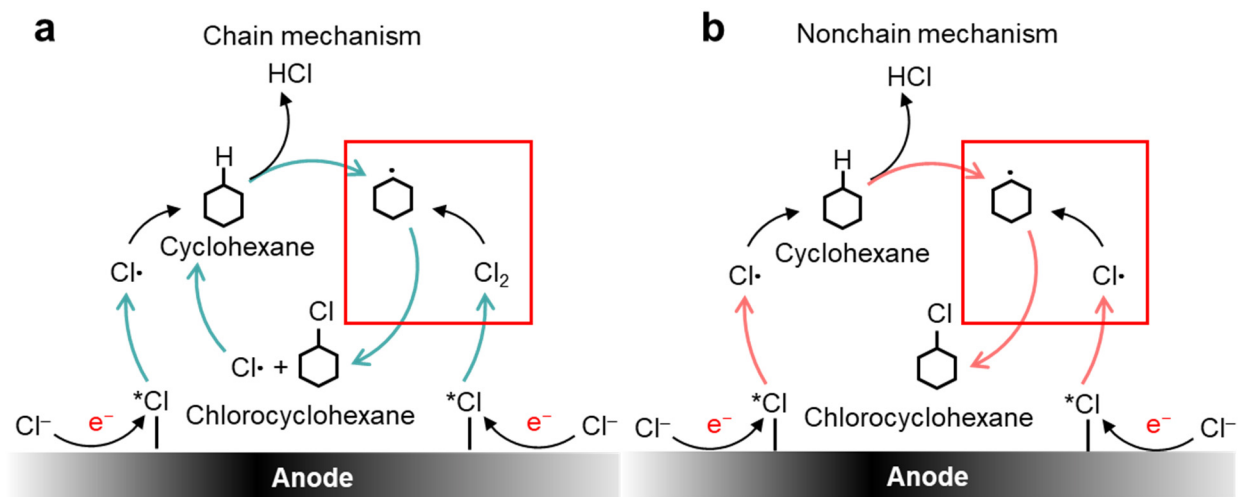 a
Chain mechanism
HCl
H
Cyclohexane
Cl•
Cl₂
Cl
Cl• +
*Cl
Chlorocyclohexane
*Cl
Cl⁻
e⁻
e⁻
Cl⁻
Anode
b
Nonchain mechanism
HCl
H
•
Cyclohexane
Cl•
Cl•
Cl
*Cl
Chlorocyclohexane
*Cl
Cl⁻
e⁻
e⁻
Cl⁻
Anode